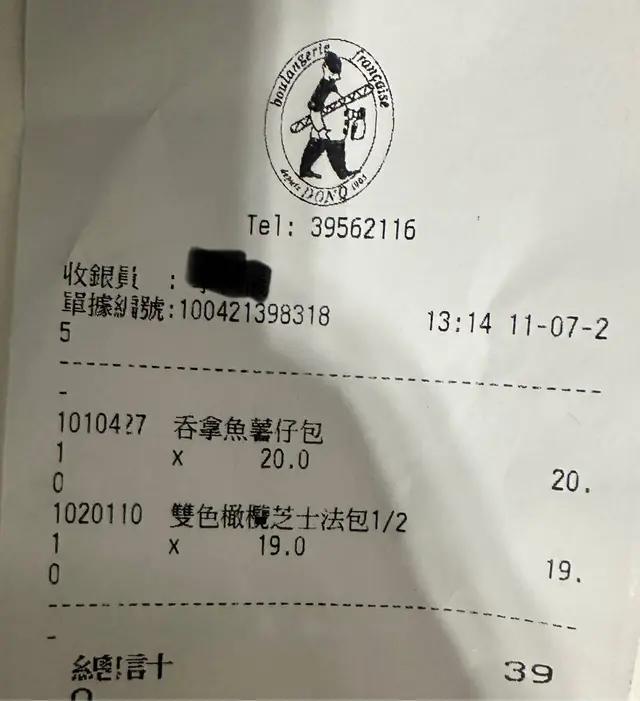 boulangerie française
depuis DONQ 1905
Tel: 39562116
收銀員 :
單據編號:100421398318 13:14 11-07-2
5
-
1010427 吞拿魚薯仔包
1 x 20.0 20.
0
1020110 雙色橄欖芝士法包1/2
1 x 19.0 19.
0
-
總計 39